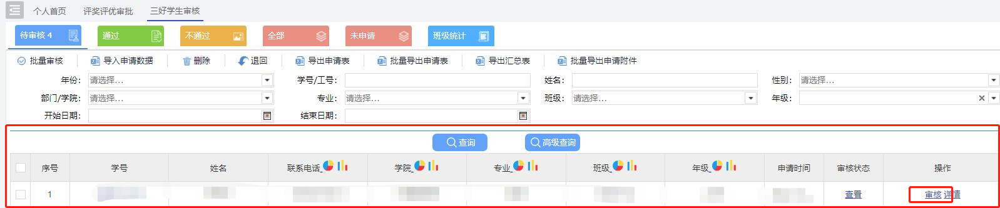 个人首页 评奖评优审批 三好学生审核
待审核 4 通过 不通过 全部 未申请 班级统计
批量审核 导入申请数据 删除 退回 导出申请表 批量导出申请表 导出汇总表 批量导出申请附件
年份: 请选择... 学号/工号: 姓名: 性别: 请选择...
部门/学院: 请选择... 专业: 请选择... 班级: 请选择... 年级:
开始日期: 结束日期:
查询 高级查询
序号 学号 姓名 联系电话 学院 专业 班级 年级 申请时间 审核状态 操作
1 查看 审核 详情